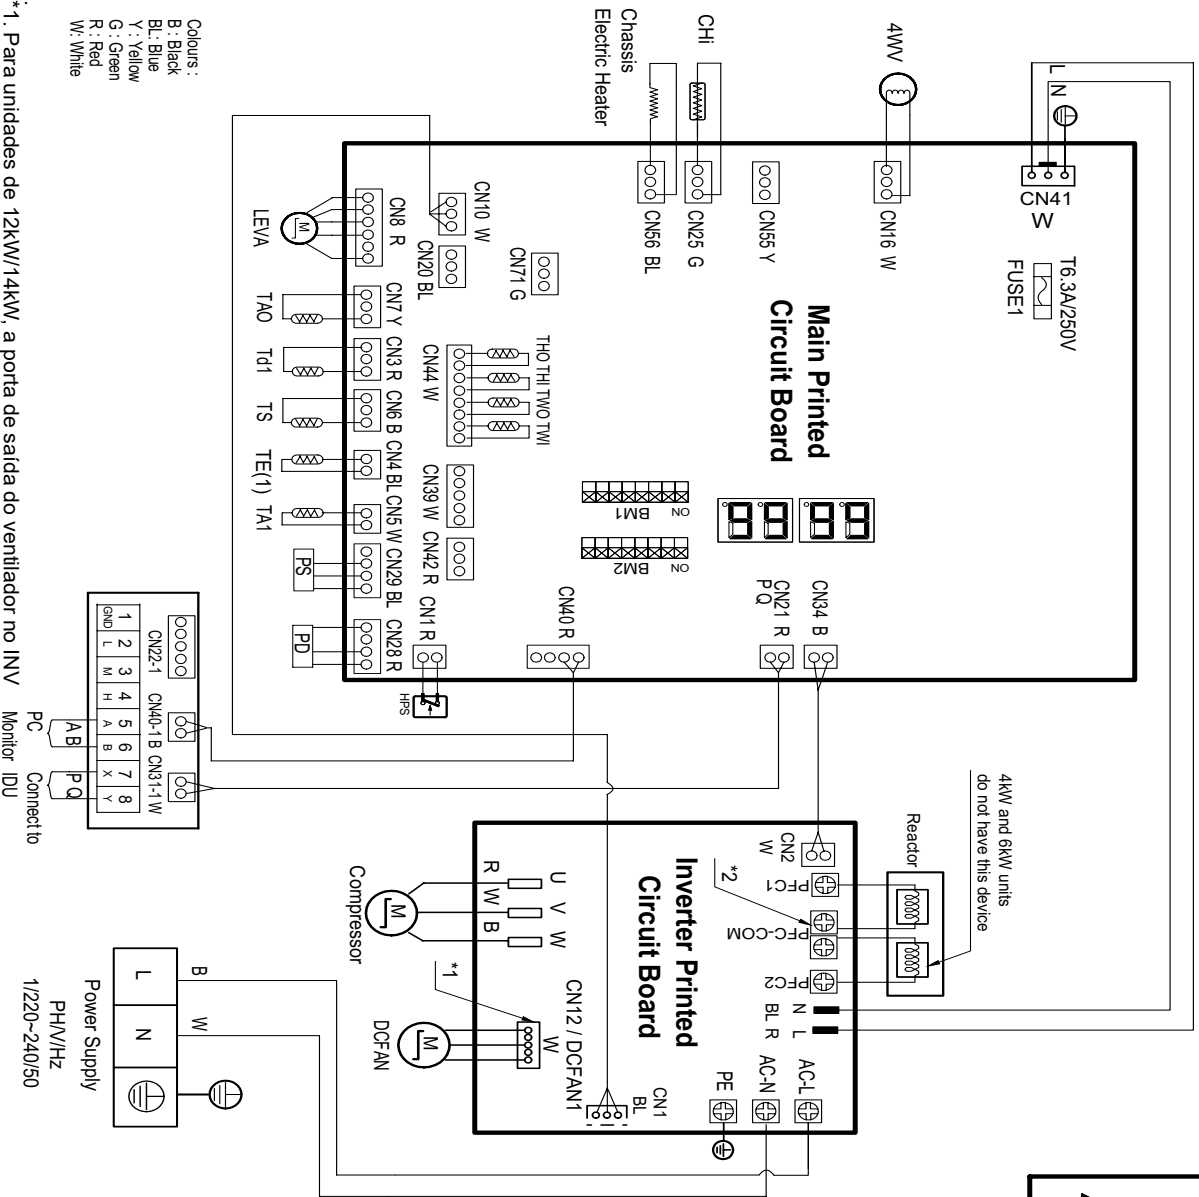 L
N
CN41
W
T6.3A/250V
FUSE1
4WV
CN16 W
CN55 Y
CHi
CN25 G
Chassis
Electric Heater
CN56 BL
Main Printed
Circuit Board
CN71 G
CN10 W
CN20 BL
CN8 R
M
LEVA
CN7 Y
TAO
CN3 R
Td1
CN6 B
TS
CN4 BL
TE(1)
CN5 W
TA1
CN29 BL
PS
CN28 R
PD
CN1 R
HPS
CN44 W
THO THI TWO TWI
CN39 W
CN42 R
BM1
ON
BM2
ON
CN40 R
CN21 R
P Q
CN34 B
Colours :
B : Black
BL: Blue
Y : Yellow
G : Green
R : Red
W: White
*1. Para unidades de 12kW/14kW, a porta de saída do ventilador no INV
CN22-1
CN40-1 B
CN31-1 W
1 2 3 4 5 6 7 8
GND L M H A B X Y
A B
P Q
PC
Monitor
Connect to
IDU
4kW and 6kW units
do not have this device
Reactor
CN2
W
PFC1
*2
PFC-COM
PFC2
N
BL
L
R
AC-L
AC-N
PE
Inverter Printed
Circuit Board
U V W
R W B
M
Compressor
*1
W
CN12 / DCFAN1
M
DCFAN
CN1
BL
L
N
B
W
Power Supply
PH/V/Hz
1/220~240/50